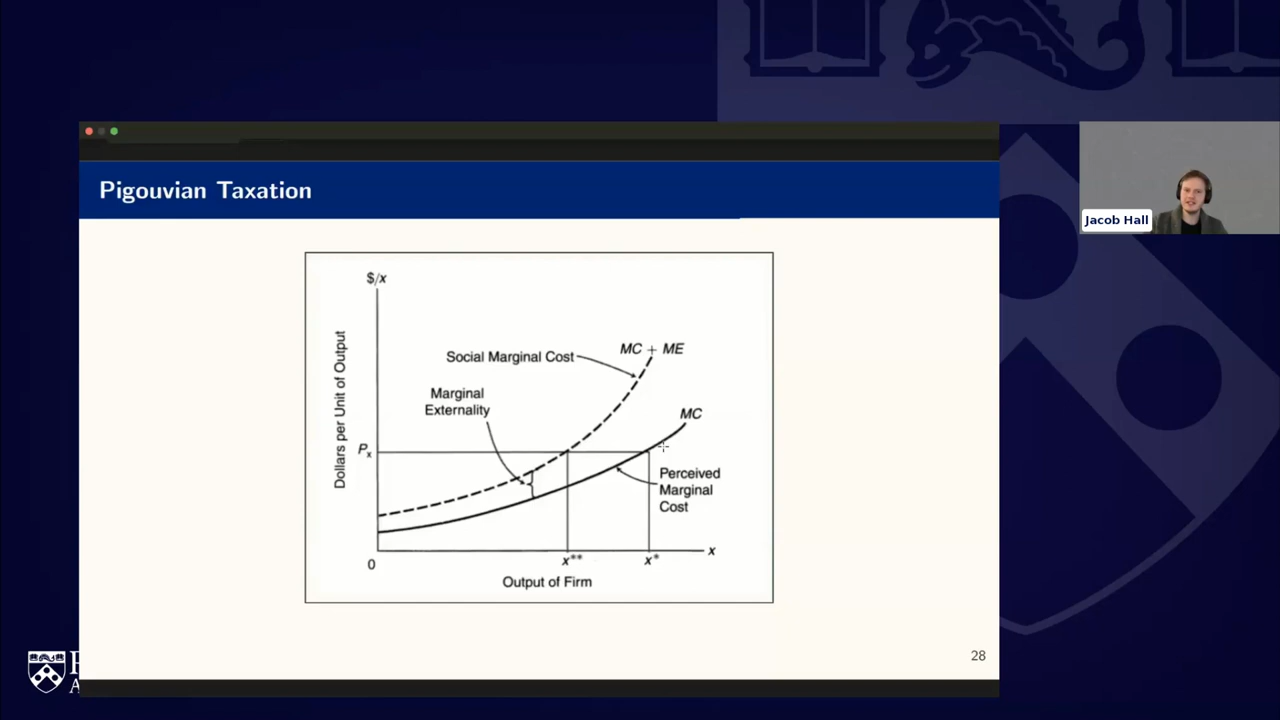 Pigouvian Taxation
Jacob Hall
$/x
Dollars per Unit of Output
Social Marginal Cost
MC + ME
Marginal
Externality
MC
Px
Perceived
Marginal
Cost
0
x**
x*
x
Output of Firm
28